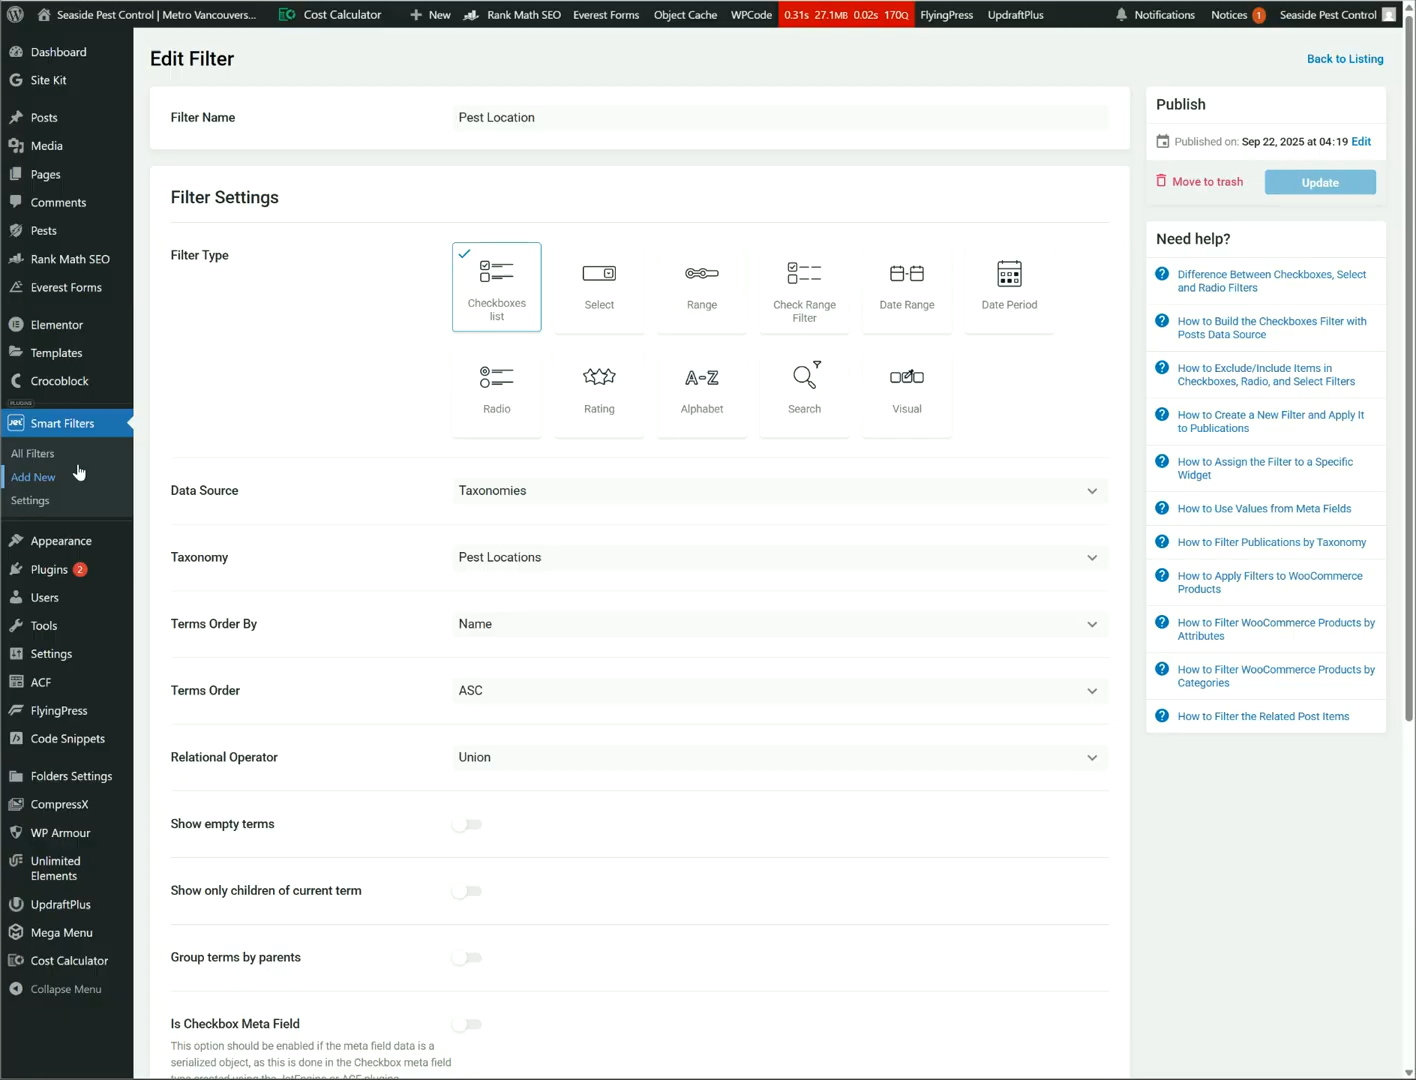 Seaside Pest Control | Metro Vancouvers... Cost Calculator New Rank Math SEO Everest Forms Object Cache WPCode 0.31s 27.1MB 0.02s 170Q FlyingPress UpdraftPlus Notifications Notices 1 Seaside Pest Control
Dashboard
Site Kit
Posts
Media
Pages
Comments
Pests
Rank Math SEO
Everest Forms
Elementor
Templates
Crocoblock
PLUGINS
JET Smart Filters
All Filters
Add New
Settings
Appearance
Plugins 2
Users
Tools
Settings
ACF
FlyingPress
Code Snippets
Folders Settings
CompressX
WP Armour
Unlimited
Elements
UpdraftPlus
Mega Menu
Cost Calculator
Collapse Menu
Edit Filter
Back to Listing
Filter Name
Pest Location
Filter Settings
Filter Type
Checkboxes
list
Select
Range
Check Range
Filter
Date Range
Date Period
Radio
Rating
A-Z
Alphabet
Search
Visual
Data Source
Taxonomies
Taxonomy
Pest Locations
Terms Order By
Name
Terms Order
ASC
Relational Operator
Union
Show empty terms
Show only children of current term
Group terms by parents
Is Checkbox Meta Field
This option should be enabled if the meta field data is a
serialized object, as this is done in the Checkbox meta field
type created using the JetEngine or ACF plugins
Publish
Published on: Sep 22, 2025 at 04:19 Edit
Move to trash
Update
Need help?
Difference Between Checkboxes, Select
and Radio Filters
How to Build the Checkboxes Filter with
Posts Data Source
How to Exclude/Include Items in
Checkboxes, Radio, and Select Filters
How to Create a New Filter and Apply It
to Publications
How to Assign the Filter to a Specific
Widget
How to Use Values from Meta Fields
How to Filter Publications by Taxonomy
How to Apply Filters to WooCommerce
Products
How to Filter WooCommerce Products by
Attributes
How to Filter WooCommerce Products by
Categories
How to Filter the Related Post Items